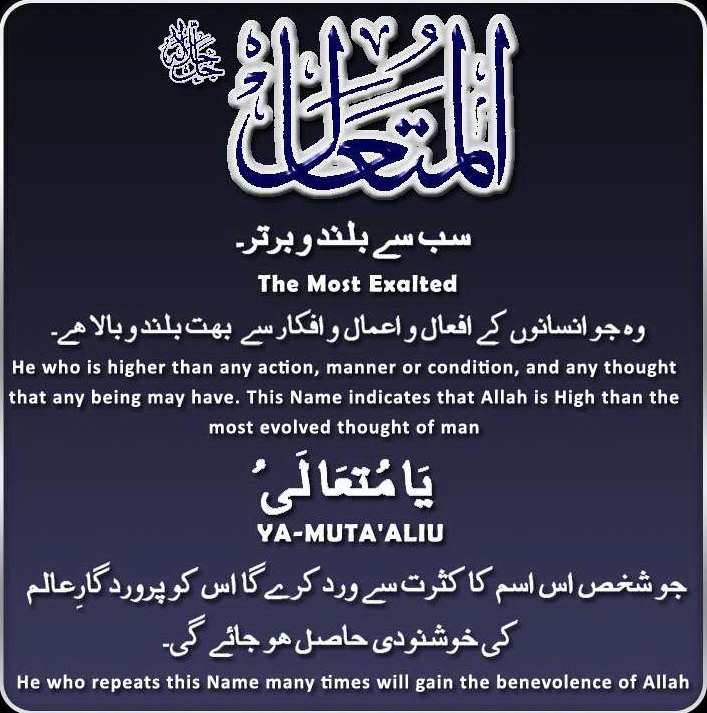 جل جلاله
المتعال
سب سے بلند و برتر۔
The Most Exalted
وہ جو انسانوں کے افعال و اعمال و افکار سے بہت بلند و بالا ھے۔
He who is higher than any action, manner or condition, and any thought
that any being may have. This Name indicates that Allah is High than the
most evolved thought of man
يَا مُتَعَالَیُ
YA-MUTA'ALIU
جو شخص اس اسم کا کثرت سے ورد کرے گا اس کو پروردگارِ عالم
کی خوشنودی حاصل ھو جائے گی۔
He who repeats this Name many times will gain the benevolence of Allah